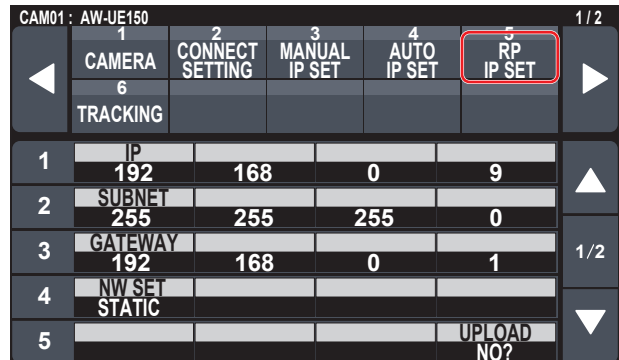 CAM01 : AW-UE150 1 / 2
1 2 3 4 5
CAMERA CONNECT SETTING MANUAL IP SET AUTO IP SET RP IP SET
6
TRACKING
IP
1 192 168 0 9
SUBNET
2 255 255 255 0
GATEWAY
3 192 168 0 1
1/2
NW SET
4 STATIC
UPLOAD
5 NO?